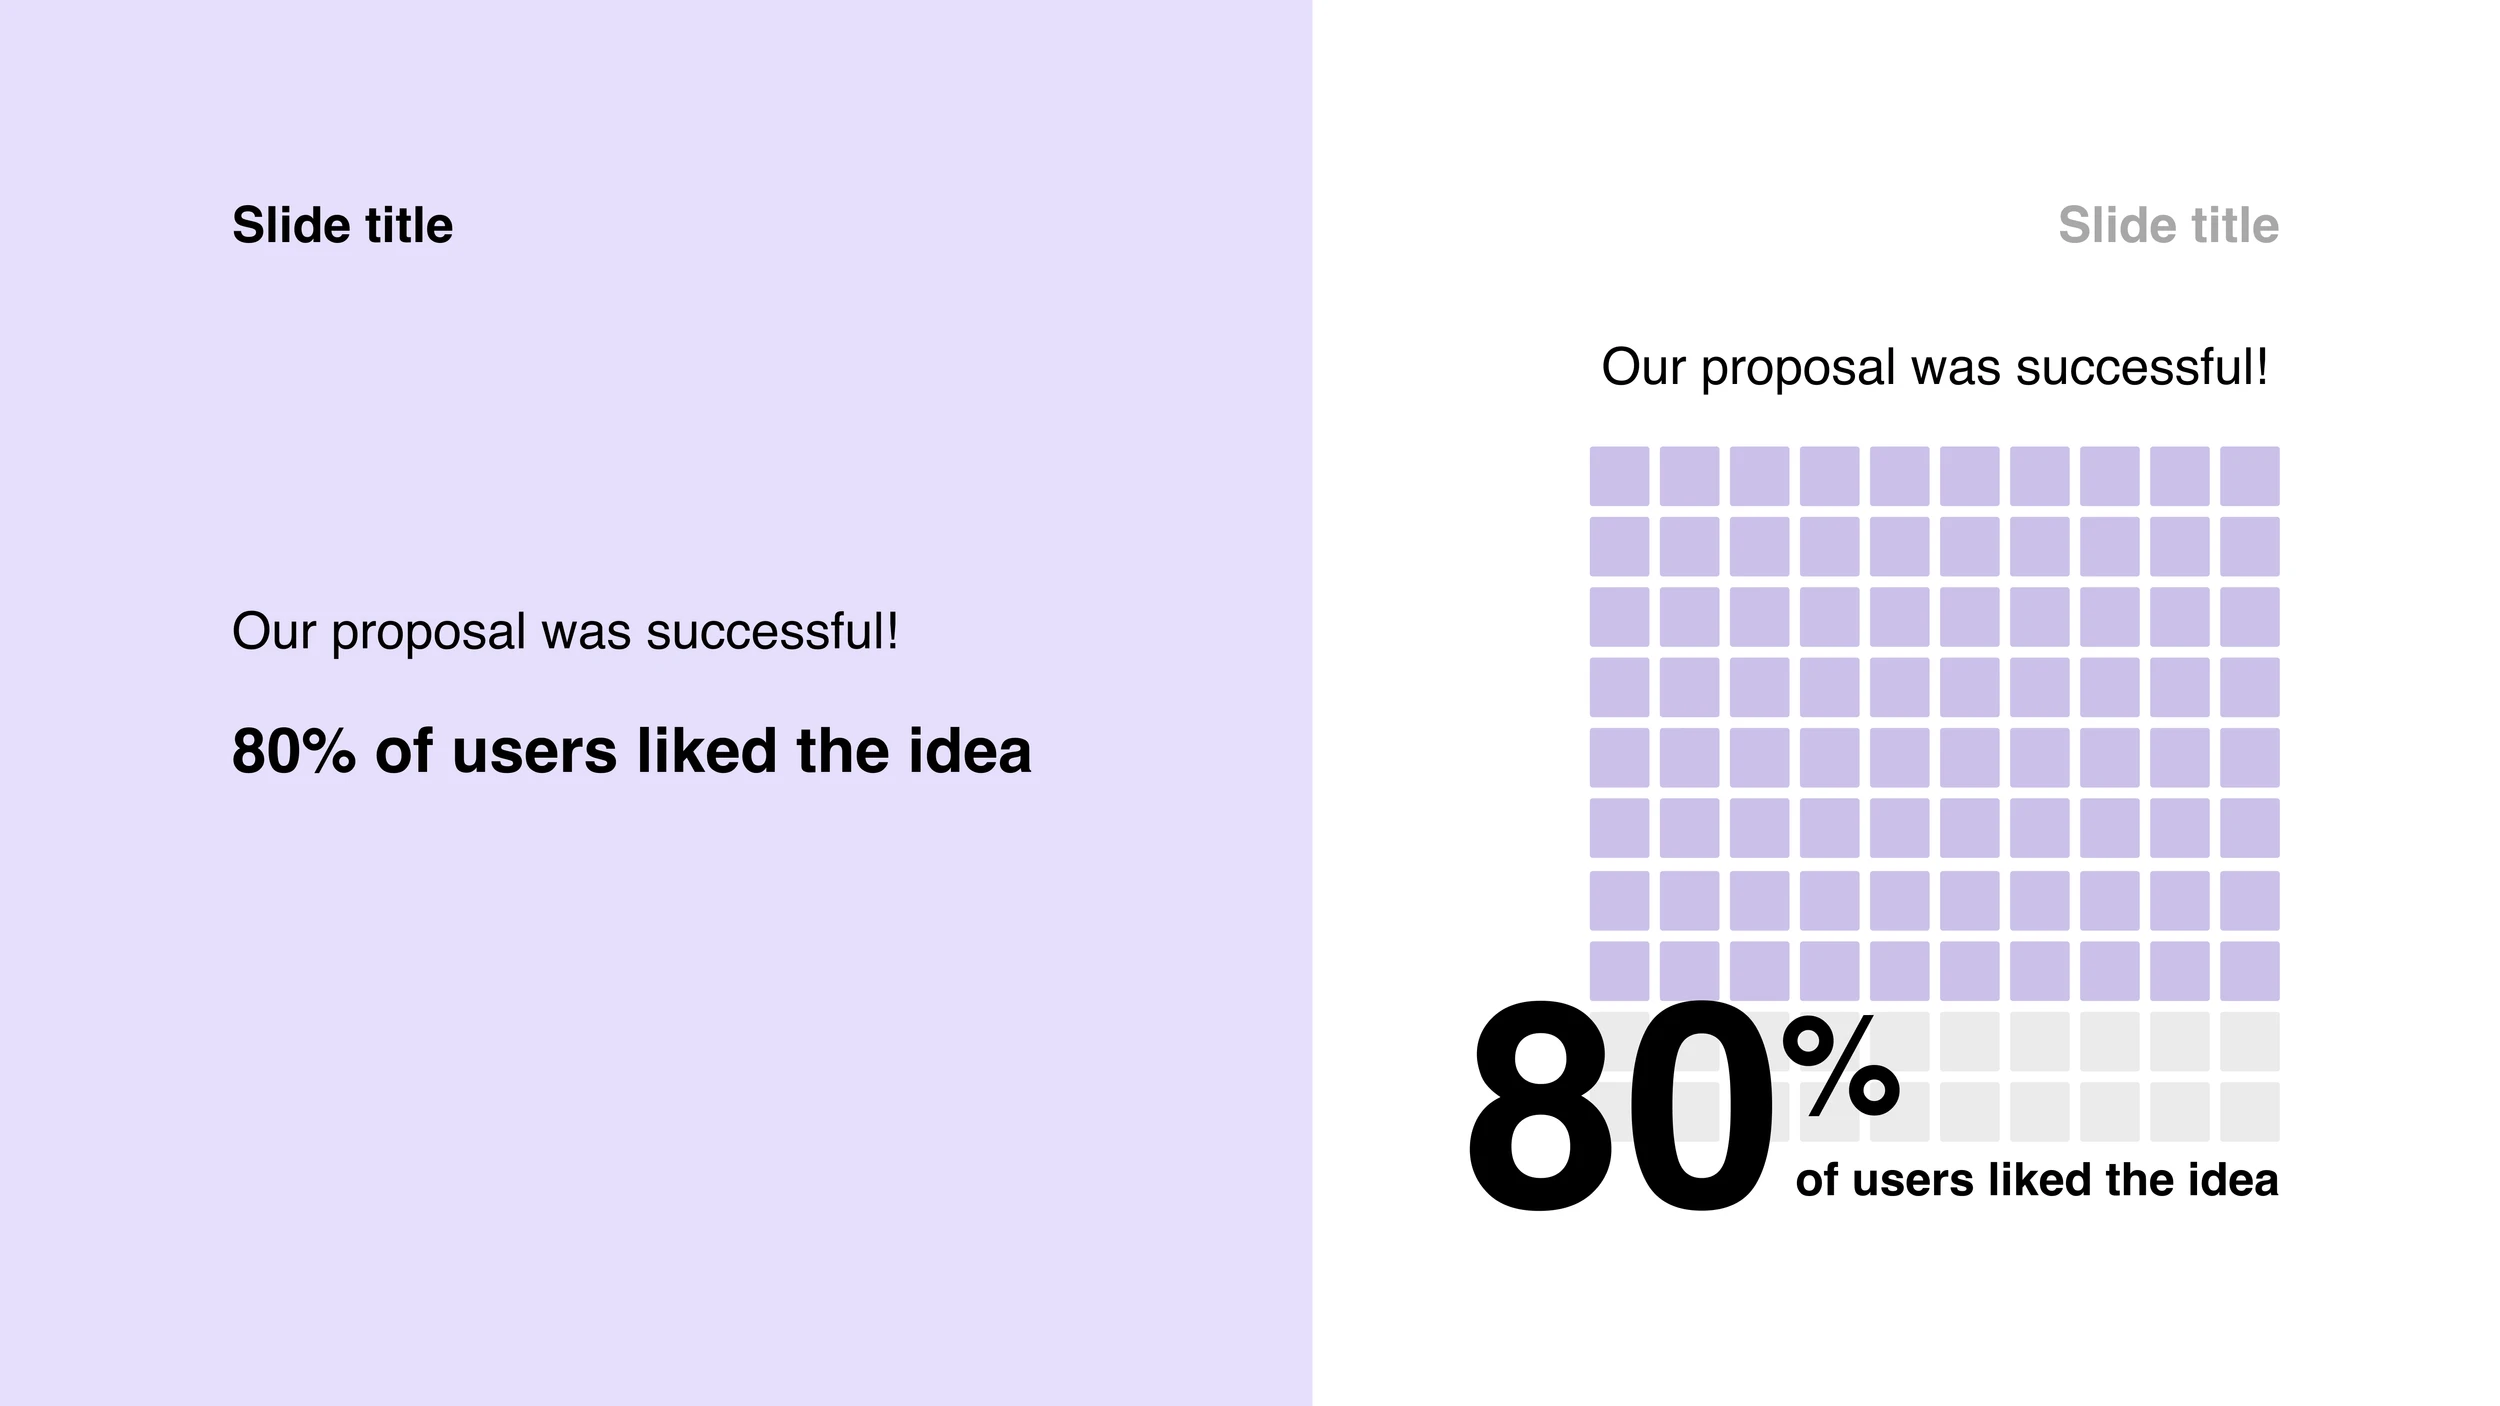 Slide title
Our proposal was successful!
80% of users liked the idea
Slide title
Our proposal was successful!
80%
of users liked the idea